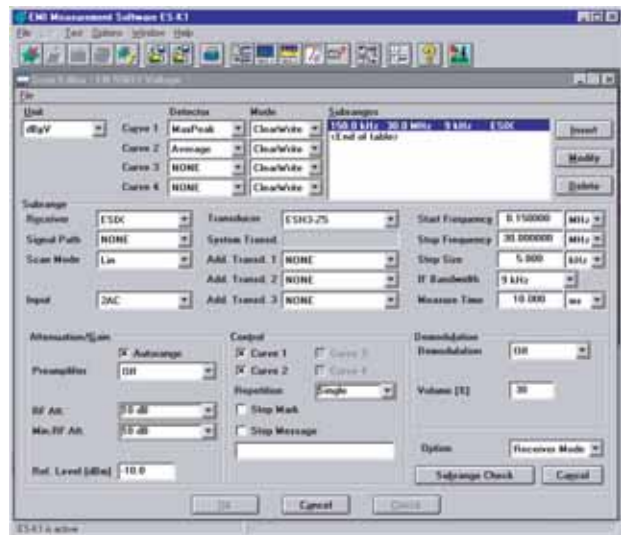 EMI Measurement Software ES-K1
File Test Options Window Help
File
Unit Detector Mode Subranges
dBµV Curve 1 MaxPeak ClearWrite 150.0 kHz 30.0 MHz 9 kHz ESIX Insert
Curve 2 Average ClearWrite <End of table>
Curve 3 NONE ClearWrite Modify
Curve 4 NONE ClearWrite Delete
Subrange
Receiver ESIX Transducer ESH3-Z5 Start Frequency 0.150000 MHz
Signal Path NONE System Transd. Stop Frequency 30.000000 MHz
Scan Mode Lin Add. Transd. 1 NONE Step Size 5.000 kHz
Add. Transd. 2 NONE IF Bandwidth 9 kHz
Input 2AC Add. Transd. 3 NONE Measure Time 10.000 ms
Attenuation/Gain Control Demodulation
Autorange Curve 1 Curve 3 Demodulation Off
Preamplifier Off Curve 2 Curve 4
Repetition Single Volume [%] 30
RF Att. 10 dB Stop Mark
Min.RF Att. 10 dB Stop Message
Option Receiver Mode
Ref. Level [dBm] -10.0 Subrange Check Cancel
Ok Cancel Check
ES-K1 is active